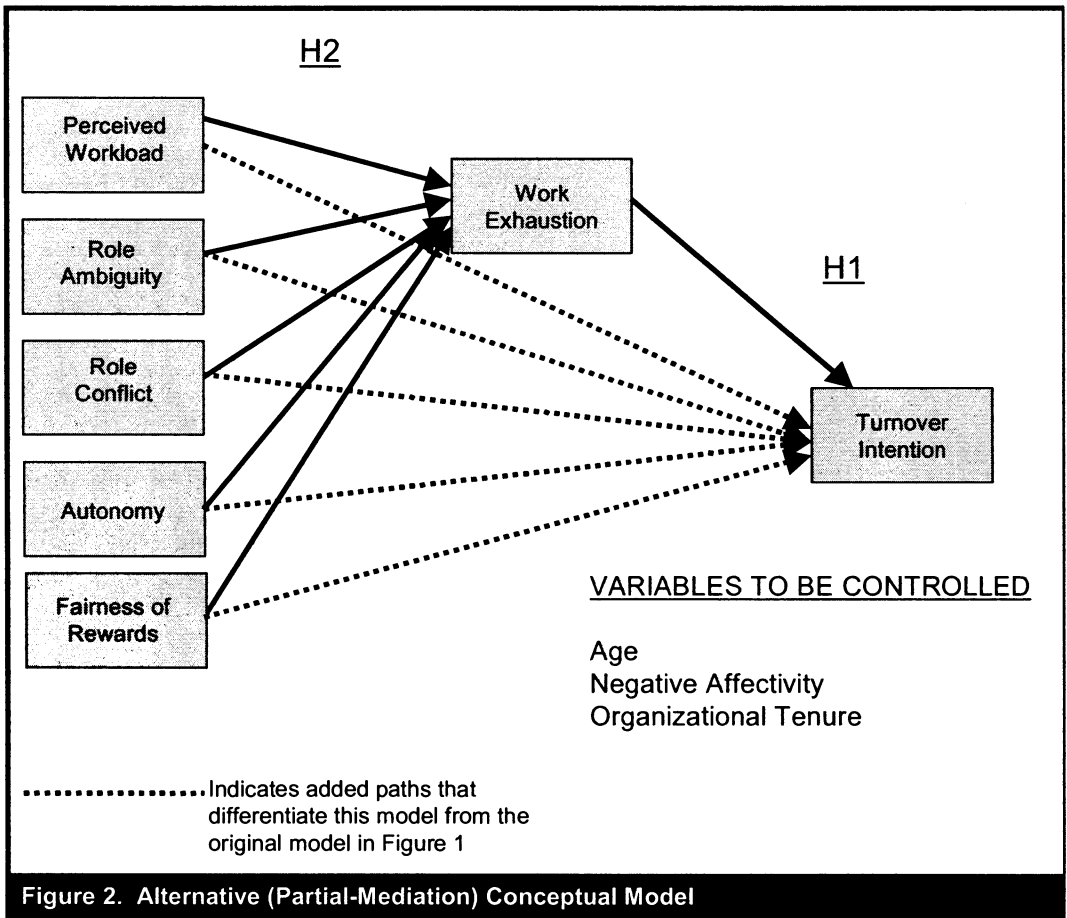 H2
Perceived
Workload
Work
Exhaustion
Role
Ambiguity
H1
Role
Conflict
Turnover
Intention
Autonomy
Fairness of
Rewards
VARIABLES TO BE CONTROLLED
Age
Negative Affectivity
Organizational Tenure
Indicates added paths that
differentiate this model from the
original model in Figure 1
Figure 2. Alternative (Partial-Mediation) Conceptual Model